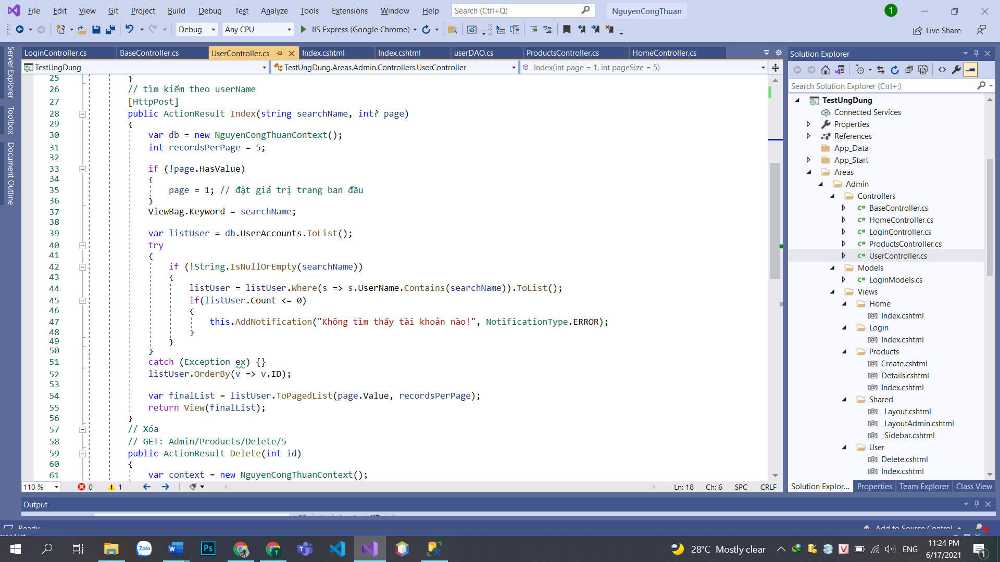 File Edit View Git Project Build Debug Test Analyze Tools Extensions Window Help Search (Ctrl+Q) NguyenCongThuan 1
Debug Any CPU IIS Express (Google Chrome) Live Share
Server Explorer
Toolbox
Document Outline
LoginController.cs BaseController.cs UserController.cs Index.cshtml Index.cshtml userDAO.cs ProductsController.cs HomeController.cs
TestUngDung TestUngDung.Areas.Admin.Controllers.UserController Index(int page = 1, int pageSize = 5)
25 }
26 // tìm kiếm theo userName
27 [HttpPost]
28 public ActionResult Index(string searchName, int? page)
29 {
30 var db = new NguyenCongThuanContext();
31 int recordsPerPage = 5;
32
33 if (!page.HasValue)
34 {
35 page = 1; // đặt giá trị trang ban đầu
36 }
37 ViewBag.Keyword = searchName;
38
39 var listUser = db.UserAccounts.ToList();
40 try
41 {
42 if (!String.IsNullOrEmpty(searchName))
43 {
44 listUser = listUser.Where(s => s.UserName.Contains(searchName)).ToList();
45 if(listUser.Count <= 0)
46 {
47 this.AddNotification("Không tìm thấy tài khoản nào!", NotificationType.ERROR);
48 }
49 }
50 }
51 catch (Exception ex) {}
52 listUser.OrderBy(v => v.ID);
53
54 var finalList = listUser.ToPagedList(page.Value, recordsPerPage);
55 return View(finalList);
56 }
57 // Xóa
58 // GET: Admin/Products/Delete/5
59 public ActionResult Delete(int id)
60 {
61 var context = new NguyenCongThuanContext();
110 % 0 1 Ln: 18 Ch: 6 SPC CRLF
Solution Explorer
Search Solution Explorer (Ctrl+;)
TestUngDung
Connected Services
Properties
References
App_Data
App_Start
Areas
Admin
Controllers
C# BaseController.cs
C# HomeController.cs
C# LoginController.cs
C# ProductsController.cs
C# UserController.cs
Models
C# LoginModels.cs
Views
Home
[@] Index.cshtml
Login
[@] Index.cshtml
Products
[@] Create.cshtml
[@] Details.cshtml
[@] Index.cshtml
Shared
[@] _Layout.cshtml
[@] _LayoutAdmin.cshtml
[@] _Sidebar.cshtml
User
[@] Delete.cshtml
[@] Index.cshtml
Solution Explor... Properties Team Explorer Class View
Output
Ready Add to Source Control
Zalo Ps T 28°C Mostly clear V ENG 11:24 PM
6/17/2021 1